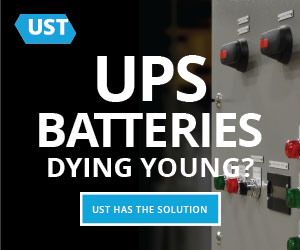 UST
UPS
BATTERIES
DYING YOUNG?
UST HAS THE SOLUTION